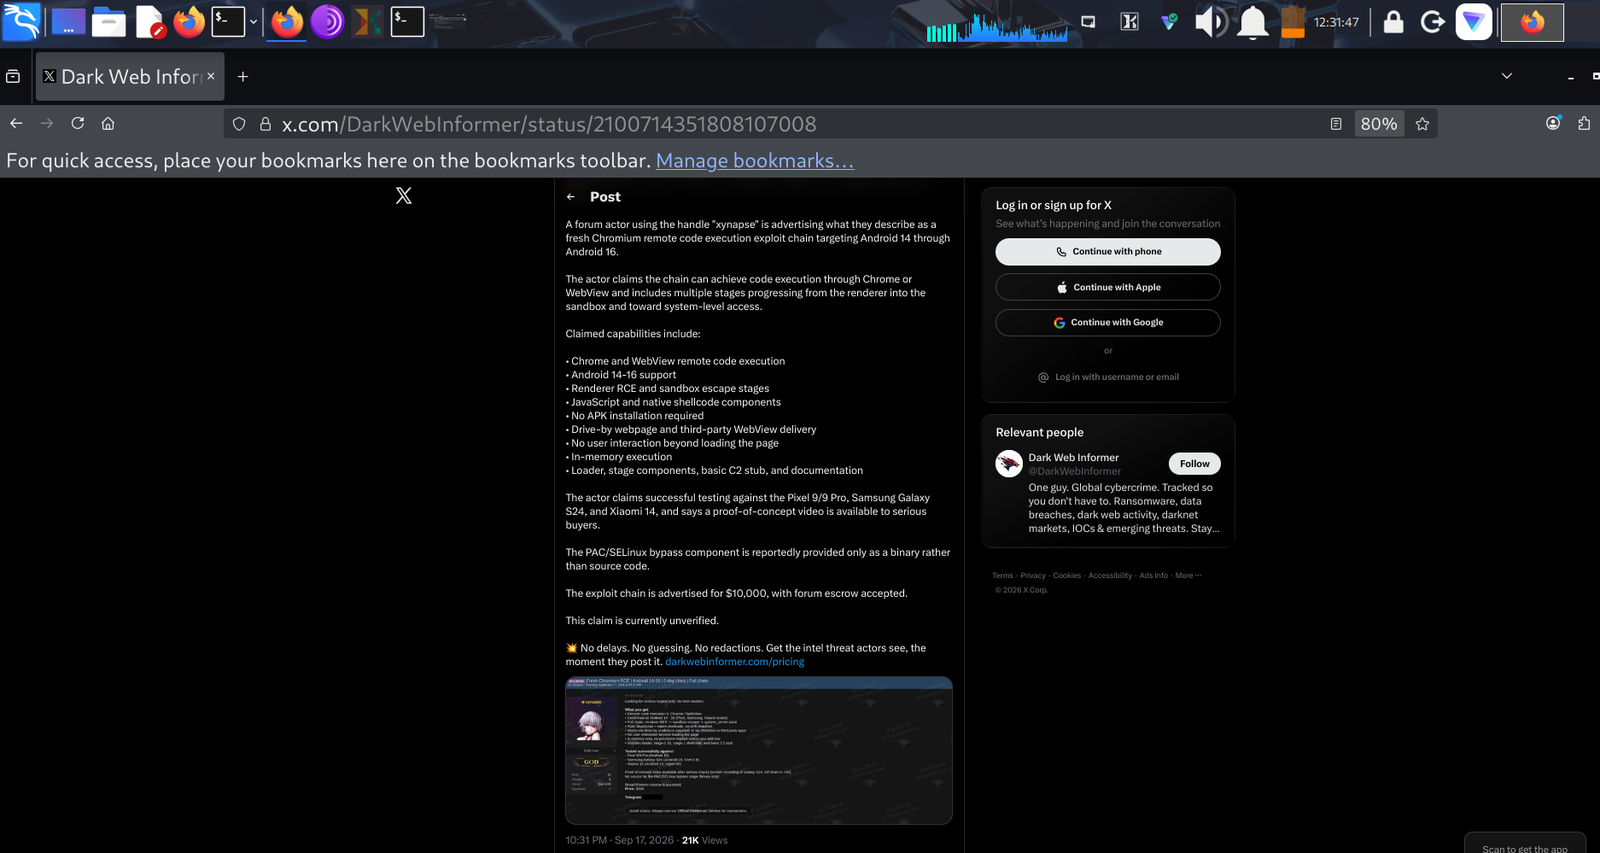 12:31:47
Dark Web Infor
x.com/DarkWebInformer/status/2100714351808107008
80%
For quick access, place your bookmarks here on the bookmarks toolbar. Manage bookmarks...
Post
A forum actor using the handle "xynapse" is advertising what they describe as a
fresh Chromium remote code execution exploit chain targeting Android 14 through
Android 16.
The actor claims the chain can achieve code execution through Chrome or
WebView and includes multiple stages progressing from the renderer into the
sandbox and toward system-level access.
Claimed capabilities include:
• Chrome and WebView remote code execution
• Android 14-16 support
• Renderer RCE and sandbox escape stages
• JavaScript and native shellcode components
• No APK installation required
• Drive-by webpage and third-party WebView delivery
• No user interaction beyond loading the page
• In-memory execution
• Loader, stage components, basic C2 stub, and documentation
The actor claims successful testing against the Pixel 9/9 Pro, Samsung Galaxy
S24, and Xiaomi 14, and says a proof-of-concept video is available to serious
buyers.
The PAC/SELinux bypass component is reportedly provided only as a binary rather
than source code.
The exploit chain is advertised for $10,000, with forum escrow accepted.
This claim is currently unverified.
💥 No delays. No guessing. No redactions. Get the intel threat actors see, the
moment they post it. darkwebinformer.com/pricing
What you get:
GOD
Tested successfully against:
Telegram:
10:31 PM · Sep 17, 2026 · 21K Views
Log in or sign up for X
See what's happening and join the conversation
Continue with phone
Continue with Apple
Continue with Google
or
Log in with username or email
Relevant people
Dark Web Informer
@DarkWebInformer
Follow
One guy. Global cybercrime. Tracked so
you don't have to. Ransomware, data
breaches, dark web activity, darknet
markets, IOCs & emerging threats. Stay...
Terms · Privacy · Cookies · Accessibility · Ads Info · More ···
© 2026 X Corp.
Scan to get the app